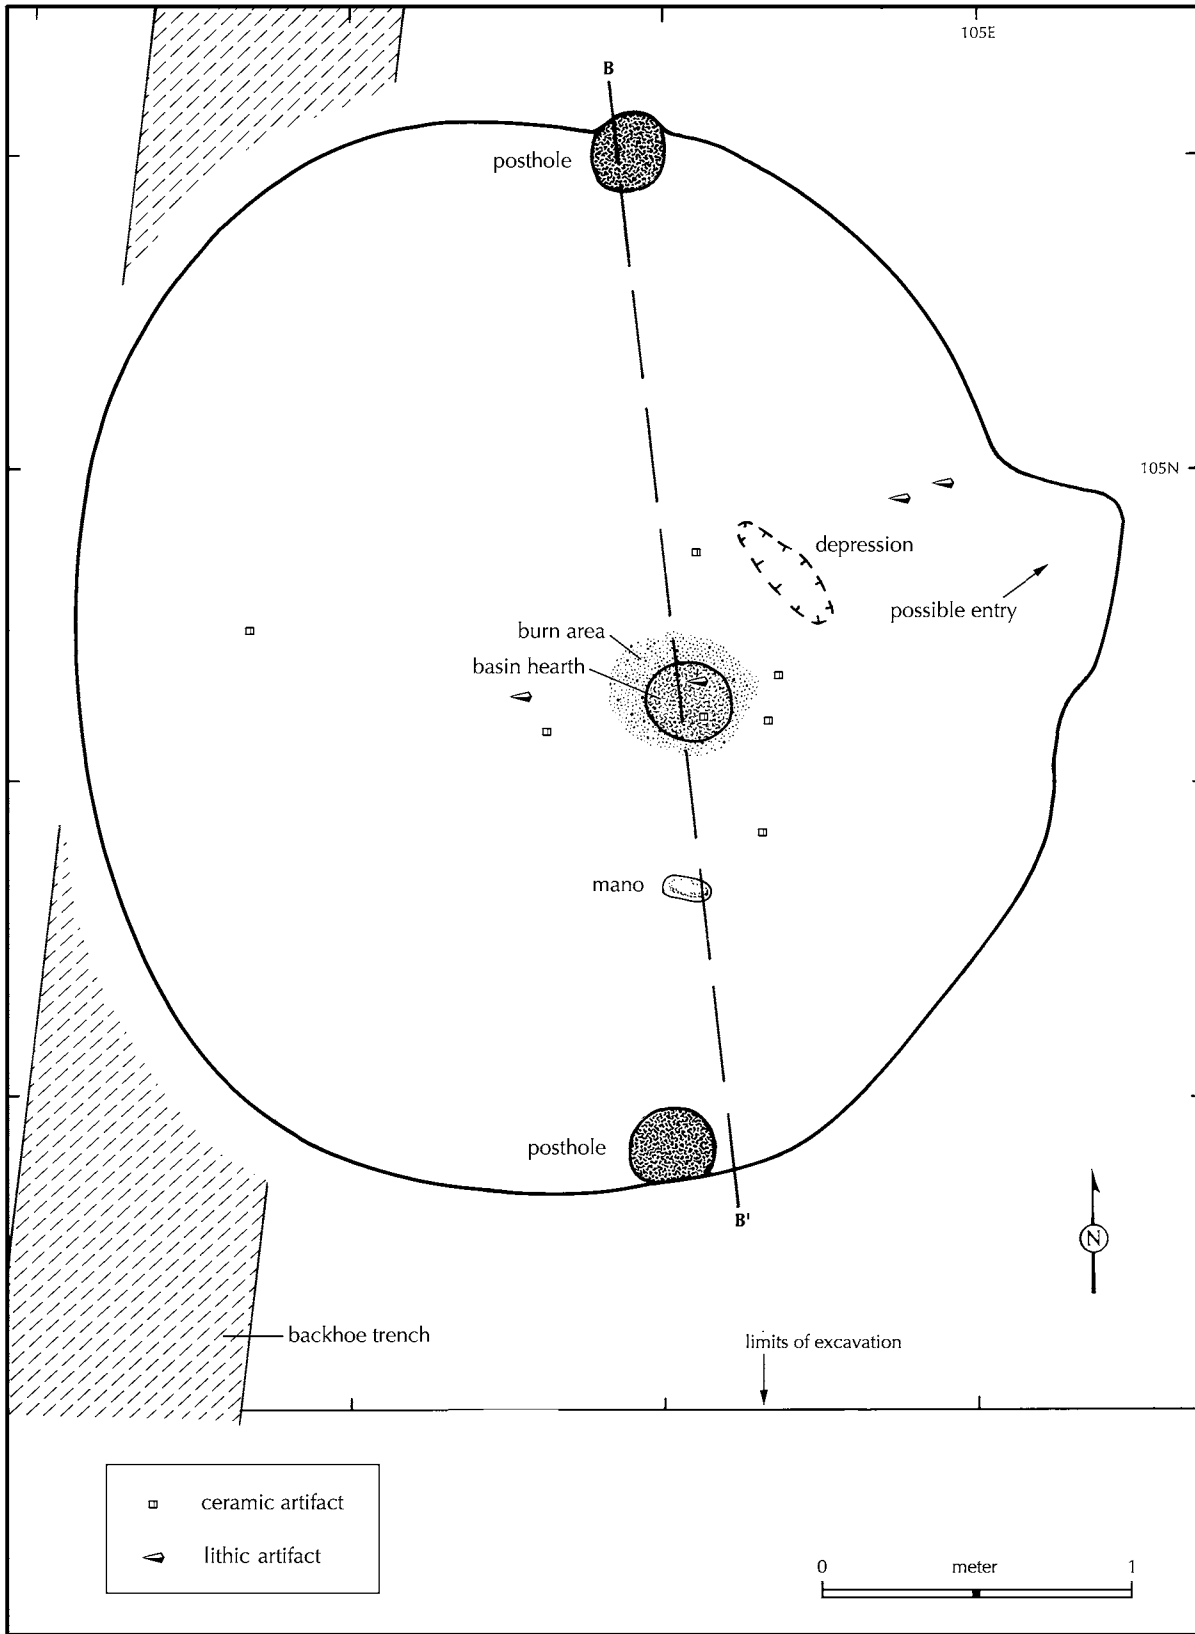 105E
B
posthole
105N
depression
possible entry
burn area
basin hearth
mano
posthole
B'
N
backhoe trench
limits of excavation
ceramic artifact
lithic artifact
0 meter 1